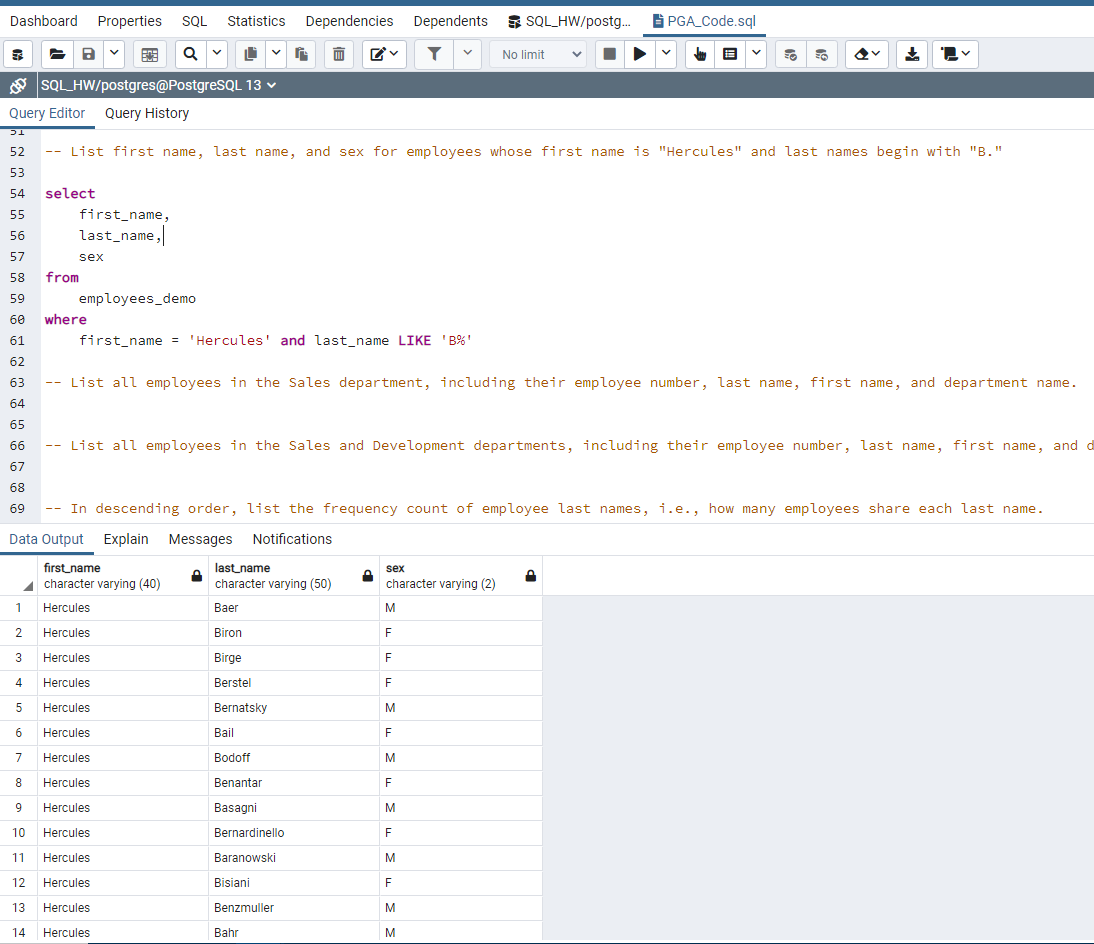 Dashboard Properties SQL Statistics Dependencies Dependents SQL_HW/postg... PGA_Code.sql
No limit
SQL_HW/postgres@PostgreSQL 13
Query Editor Query History
51
52 -- List first name, last name, and sex for employees whose first name is "Hercules" and last names begin with "B."
53
54 select
55 first_name,
56 last_name,
57 sex
58 from
59 employees_demo
60 where
61 first_name = 'Hercules' and last_name LIKE 'B%'
62
63 -- List all employees in the Sales department, including their employee number, last name, first name, and department name.
64
65
66 -- List all employees in the Sales and Development departments, including their employee number, last name, first name, and d
67
68
69 -- In descending order, list the frequency count of employee last names, i.e., how many employees share each last name.
Data Output Explain Messages Notifications
first_name last_name sex
character varying (40) character varying (50) character varying (2)
1 Hercules Baer M
2 Hercules Biron F
3 Hercules Birge F
4 Hercules Berstel F
5 Hercules Bernatsky M
6 Hercules Bail F
7 Hercules Bodoff M
8 Hercules Benantar F
9 Hercules Basagni M
10 Hercules Bernardinello F
11 Hercules Baranowski M
12 Hercules Bisiani F
13 Hercules Benzmuller M
14 Hercules Bahr M